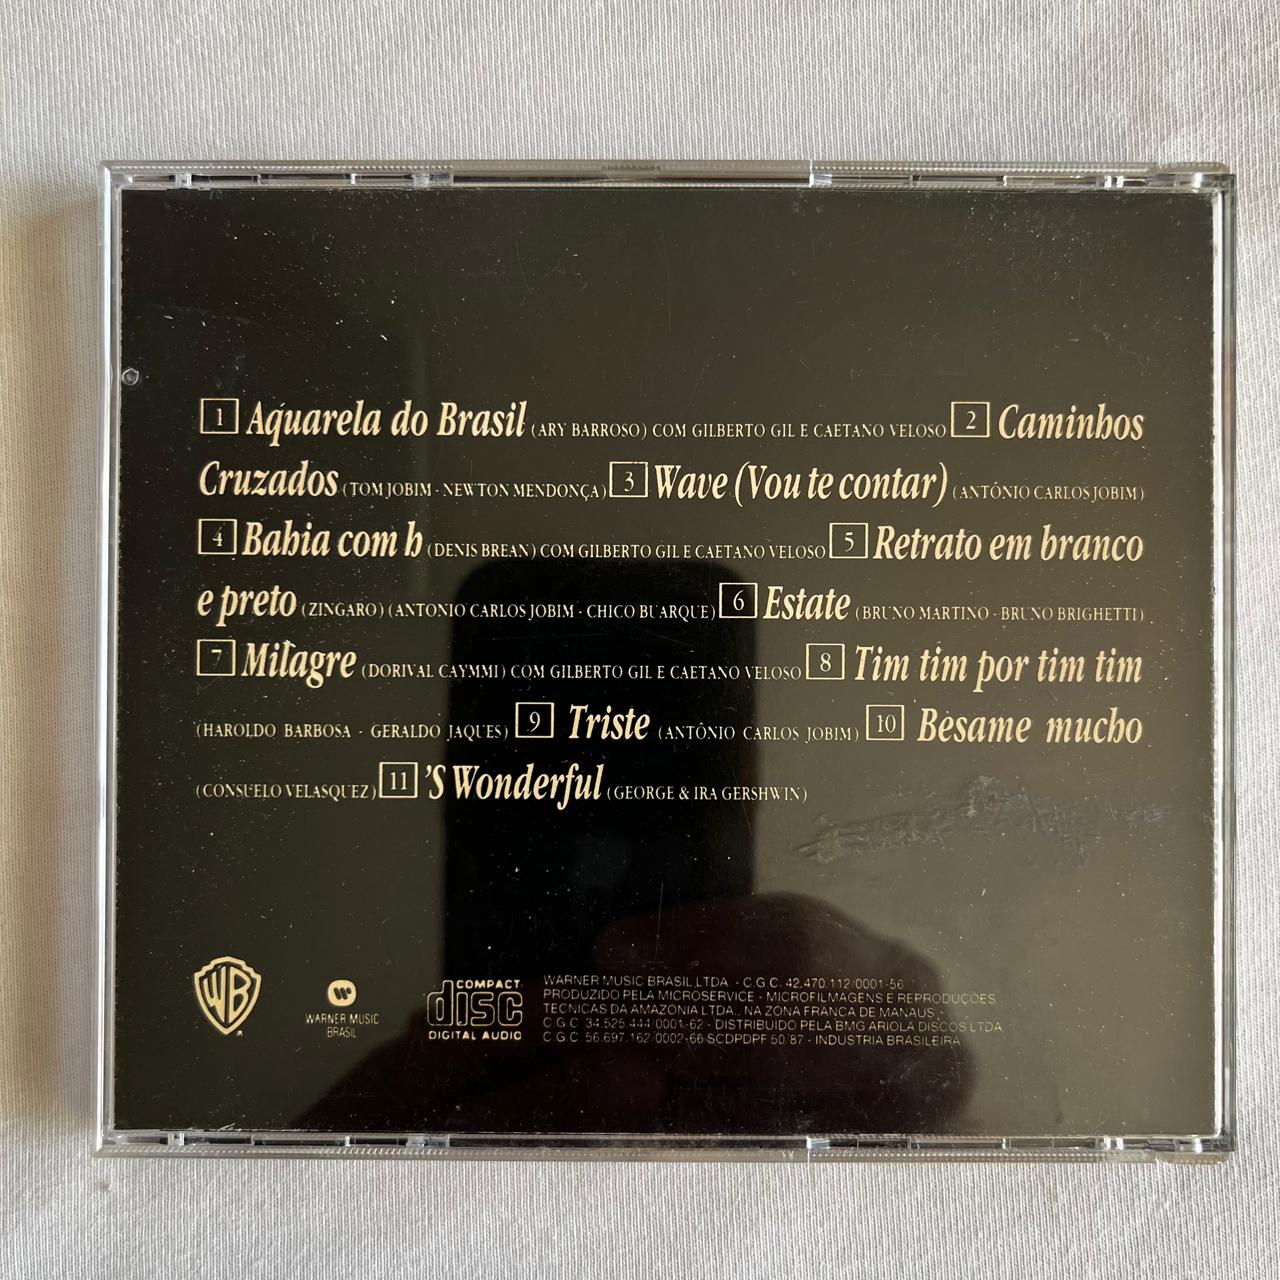 1 Aquarela do Brasil (ARY BARROSO) COM GILBERTO GIL E CAETANO VELOSO 2 Caminhos
Cruzados (TOM JOBIM - NEWTON MENDONÇA) 3 Wave (Vou te contar) (ANTÔNIO CARLOS JOBIM)
4 Bahia com h (DENIS BREAN) COM GILBERTO GIL E CAETANO VELOSO 5 Retrato em branco
e preto (ZINGARO) (ANTONIO CARLOS JOBIM - CHICO BUARQUE) 6 Estate (BRUNO MARTINO - BRUNO BRIGHETTI)
7 Milagre (DORIVAL CAYMMI) COM GILBERTO GIL E CAETANO VELOSO 8 Tim tim por tim tim
(HAROLDO BARBOSA - GERALDO JAQUES) 9 Triste (ANTÔNIO CARLOS JOBIM) 10 Besame mucho
(CONSUELO VELASQUEZ) 11 'S Wonderful (GEORGE & IRA GERSHWIN)
WB
WARNER MUSIC
BRASIL
COMPACT
disc
DIGITAL AUDIO
WARNER MUSIC BRASIL LTDA. - C.G.C. 42.470.112/0001-56
PRODUZIDO PELA MICROSERVICE - MICROFILMAGENS E REPRODUÇÕES
TECNICAS DA AMAZONIA LTDA., NA ZONA FRANCA DE MANAUS -
C.G.C. 34.525.444/0001-62 - DISTRIBUIDO PELA BMG ARIOLA DISCOS LTDA
C.G.C. 56.697.162/0002-66 SCDPDPF 50/87 - INDUSTRIA BRASILEIRA